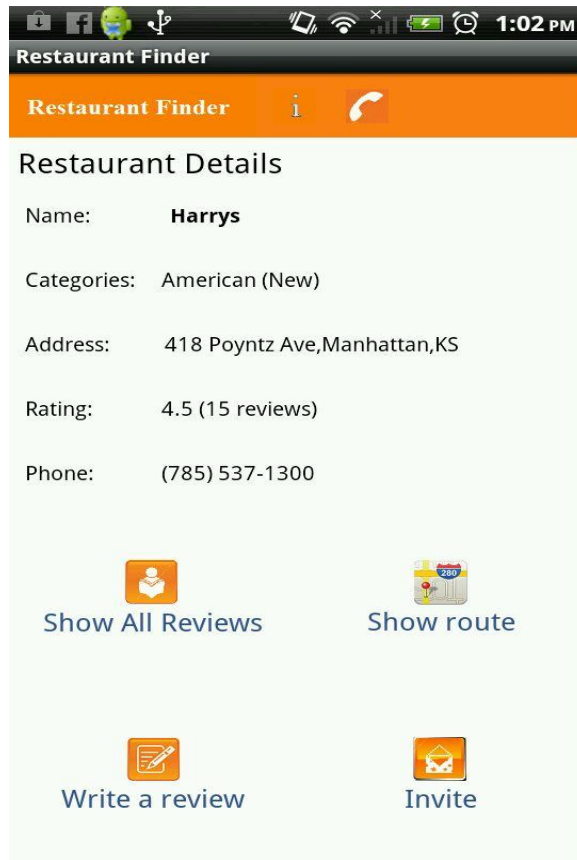 1:02 PM
Restaurant Finder
Restaurant Finder i
Restaurant Details
Name: Harrys
Categories: American (New)
Address: 418 Poyntz Ave,Manhattan,KS
Rating: 4.5 (15 reviews)
Phone: (785) 537-1300
280
Show All Reviews Show route
Write a review Invite